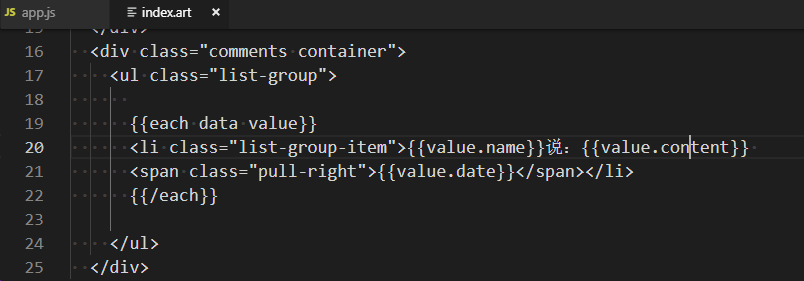 JS app.js index.art ×
15 </div>
16 <div class="comments container">
17 <ul class="list-group">
18
19 {{each data value}}
20 <li class="list-group-item">{{value.name}}说：{{value.content}}
21 <span class="pull-right">{{value.date}}</span></li>
22 {{/each}}
23
24 </ul>
25 </div>